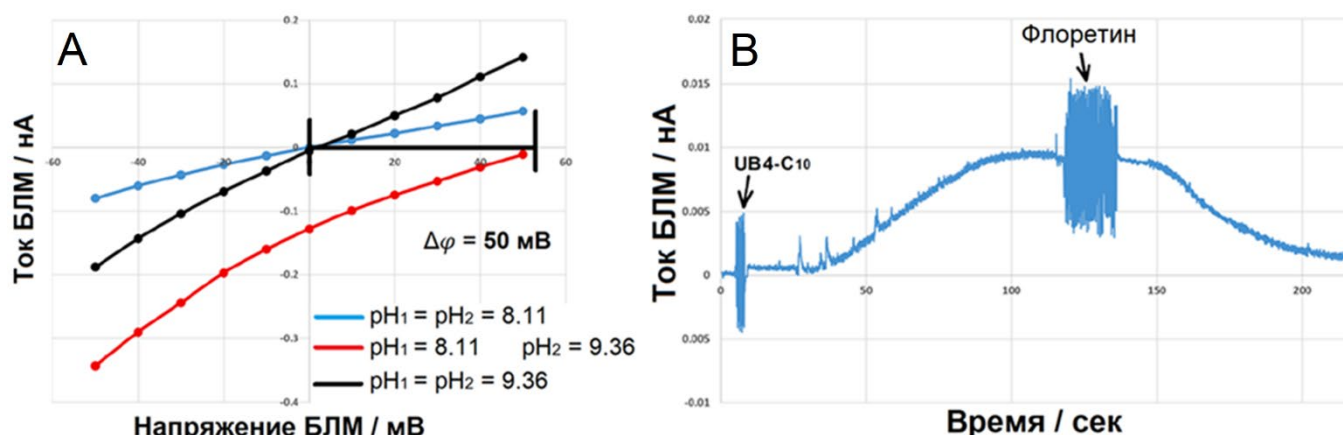 A
Ток БЛМ / нА
0.2
0.1
0
-0.1
-0.2
-0.3
-0.4
-60
-40
-20
0
20
40
60
Δφ = 50 мВ
pH1 = pH2 = 8.11
pH1 = 8.11 pH2 = 9.36
pH1 = pH2 = 9.36
Напряжение БЛМ / мВ
B
Ток БЛМ / нА
0.02
0.015
0.01
0.005
0
0.005
-0.01
0
50
100
150
200
UB4-C10
Флоретин
Время / сек